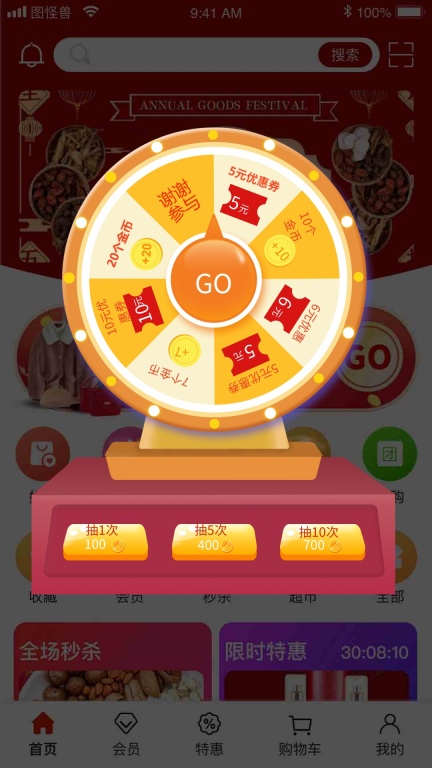 图怪兽
9:41 AM
100%
搜索
ANNUAL GOODS FESTIVAL
谢谢
参与
5元优惠券
5元
10个
金币
+10
20个金币
+20
10元优
惠券
10元
6元
6元优惠
7个金币
+7
5元
5元优惠券
GO
GO
团
购
抽1次
100
抽5次
400
抽10次
700
收藏
会员
秒杀
超市
全部
全场秒杀
限时特惠
30:08:10
首页
会员
特惠
购物车
我的